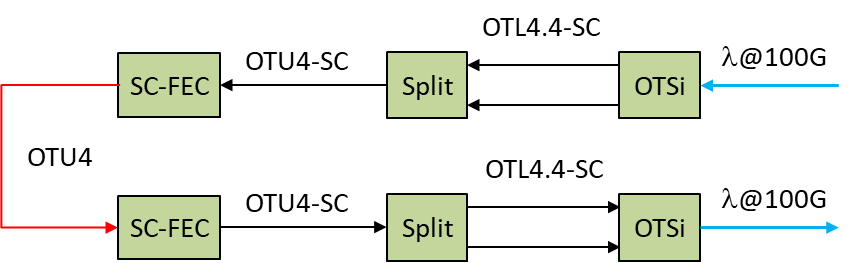 OTL4.4-SC
OTU4-SC
λ@100G
SC-FEC
Split
OTSi
OTU4
OTL4.4-SC
OTU4-SC
λ@100G
SC-FEC
Split
OTSi